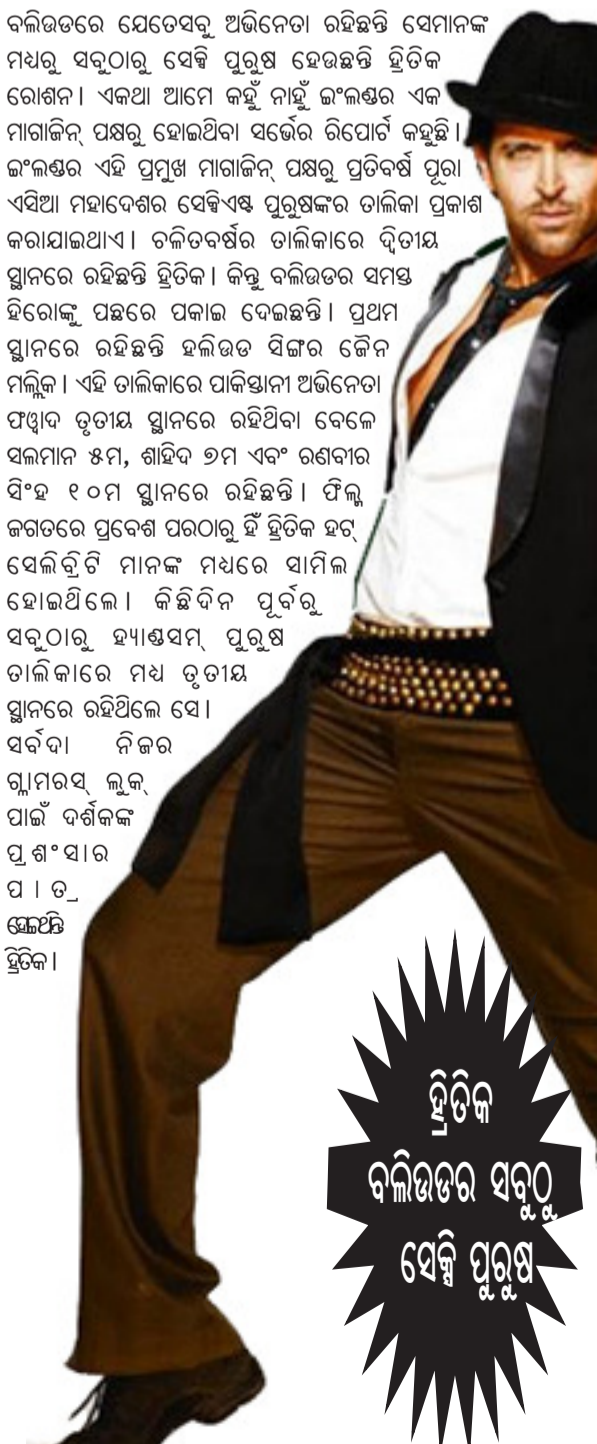 ବଲିଉଡରେ ଯେତେସବୁ ଅଭିନେତା ରହିଛନ୍ତି ସେମାନଙ୍କ
ମଧ୍ୟରୁ ସବୁଠାରୁ ସେକ୍ସି ପୁରୁଷ ହେଉଛନ୍ତି ହ୍ରିତିକ
ରୋଶନ। ଏକଥା ଆମେ କହୁଁ ନାହୁଁ ଇଂଲଣ୍ଡର ଏକ
ମାଗାଜିନ୍ ପକ୍ଷରୁ ହୋଇଥିବା ସର୍ଭେର ରିପୋର୍ଟ କହୁଛି।
ଇଂଲଣ୍ଡର ଏହି ପ୍ରମୁଖ ମାଗାଜିନ୍ ପକ୍ଷରୁ ପ୍ରତିବର୍ଷ ପୂରା
ଏସିଆ ମହାଦେଶର ସେକ୍ସିଏଷ୍ଟ ପୁରୁଷଙ୍କର ତାଲିକା ପ୍ରକାଶ
କରାଯାଇଥାଏ। ଚଳିତବର୍ଷର ତାଲିକାରେ ଦ୍ୱିତୀୟ
ସ୍ଥାନରେ ରହିଛନ୍ତି ହ୍ରିତିକ। କିନ୍ତୁ ବଲିଉଡର ସମସ୍ତ
ହିରୋଙ୍କୁ ପଛରେ ପକାଇ ଦେଇଛନ୍ତି। ପ୍ରଥମ
ସ୍ଥାନରେ ରହିଛନ୍ତି ହଲିଉଡ ସିଙ୍ଗର ଜୈନ
ମଲ୍ଲିକ। ଏହି ତାଲିକାରେ ପାକିସ୍ତାନୀ ଅଭିନେତା
ଫୱାଦ ତୃତୀୟ ସ୍ଥାନରେ ରହିଥିବା ବେଳେ
ସଲମାନ ୫ମ, ଶାହିଦ ୭ମ ଏବଂ ରଣବୀର
ସିଂହ ୧୦ମ ସ୍ଥାନରେ ରହିଛନ୍ତି। ଫିଲ୍ମ
ଜଗତରେ ପ୍ରବେଶ ପରଠାରୁ ହିଁ ହ୍ରିତିକ ହଟ୍
ସେଲିବ୍ରିଟି ମାନଙ୍କ ମଧ୍ୟରେ ସାମିଲ
ହୋଇଥିଲେ। କିଛିଦିନ ପୂର୍ବରୁ
ସବୁଠାରୁ ହ୍ୟାଣ୍ଡସମ୍ ପୁରୁଷ
ତାଲିକାରେ ମଧ୍ୟ ତୃତୀୟ
ସ୍ଥାନରେ ରହିଥିଲେ ସେ।
ସର୍ବଦା ନିଜର
ଗ୍ଲାମରସ୍ ଲୁକ୍
ପାଇଁ ଦର୍ଶକଙ୍କ
ପ୍ରଶଂସାର
ପାତ୍ର
ହୋଇଥାନ୍ତି
ହ୍ରିତିକ।
ହ୍ରିତିକ
ବଲିଉଡର ସବୁଠୁ
ସେକ୍ସି ପୁରୁଷ